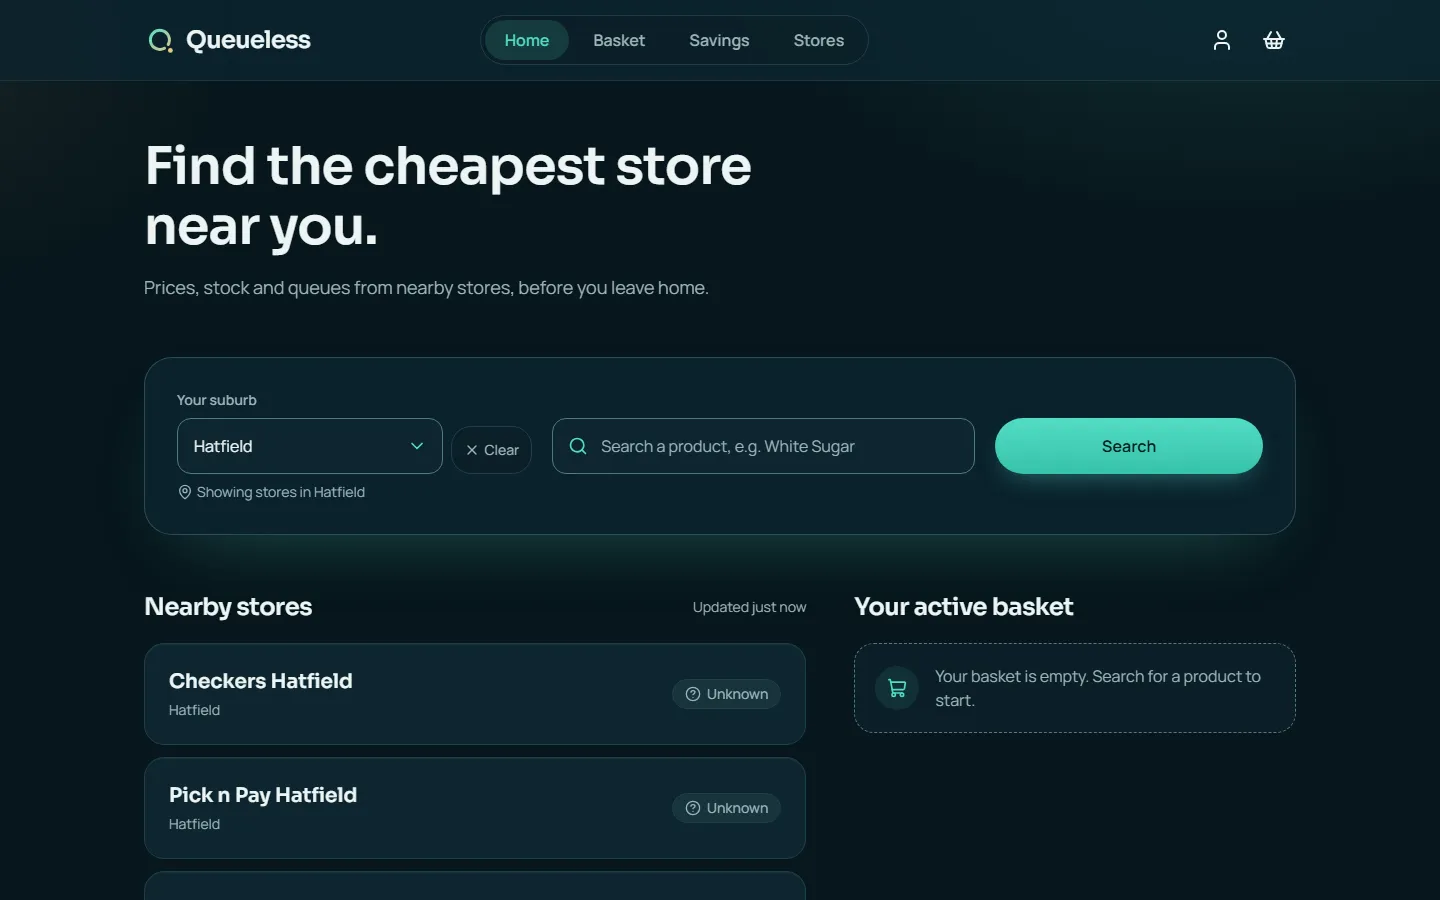 Queueless
Home
Basket
Savings
Stores
Find the cheapest store
near you.
Prices, stock and queues from nearby stores, before you leave home.
Your suburb
Hatfield
Clear
Search a product, e.g. White Sugar
Search
Showing stores in Hatfield
Nearby stores
Updated just now
Checkers Hatfield
Hatfield
Unknown
Pick n Pay Hatfield
Hatfield
Unknown
Your active basket
Your basket is empty. Search for a product to
start.